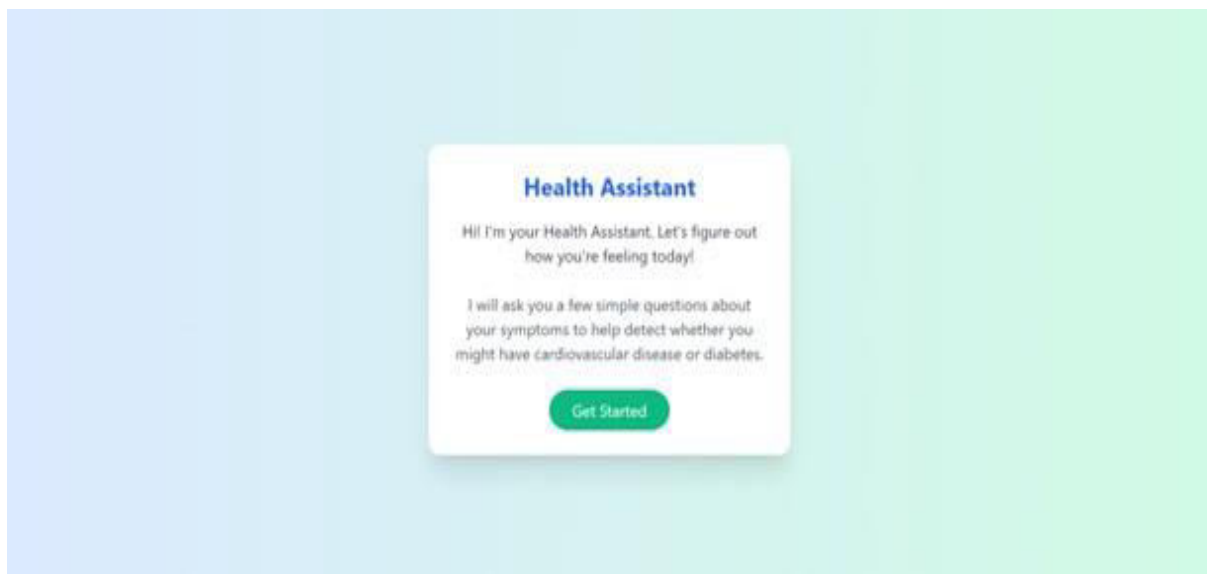 Health Assistant
Hi! I'm your Health Assistant. Let's figure out
how you're feeling today!
I will ask you a few simple questions about
your symptoms to help detect whether you
might have cardiovascular disease or diabetes.
Get Started